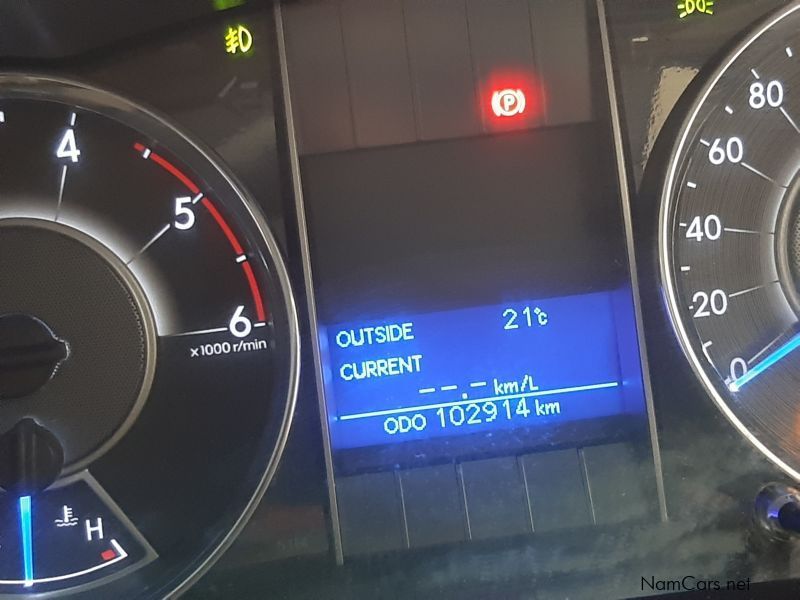 4
5
6
x1000 r/min
H
P
OUTSIDE 21°C
CURRENT
--.- km/L
ODO 102914 km
80
60
40
20
0
NamCars.net